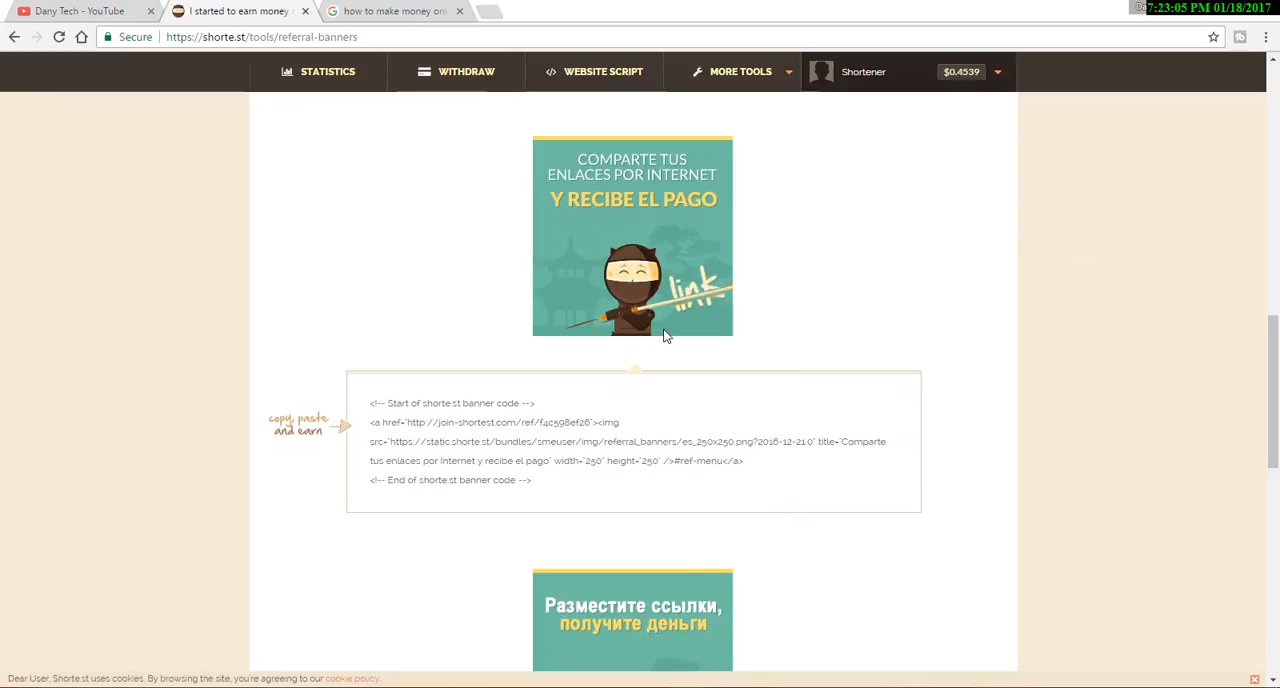 Dany Tech - YouTube
I started to earn money
how to make money onl
7:23:05 PM 01/18/2017
Secure
https://shorte.st/tools/referral-banners
STATISTICS
WITHDRAW
WEBSITE SCRIPT
MORE TOOLS
Shortener
$0.4539
COMPARTE TUS
ENLACES POR INTERNET
Y RECIBE EL PAGO
link
copy, paste
and earn
<!-- Start of shorte.st banner code -->
<a href="http://join-shortest.com/ref/f4c598ef26"><img
src="https://static.shorte.st/bundles/smeuser/img/referral_banners/es_250x250.png?2016-12-21.0" title="Comparte
tus enlaces por Internet y recibe el pago" width="250" height="250" />#ref-menu</a>
<!-- End of shorte.st banner code -->
Разместите ссылки,
получите деньги
Dear User, Shorte.st uses cookies. By browsing the site, you're agreeing to our cookie policy.